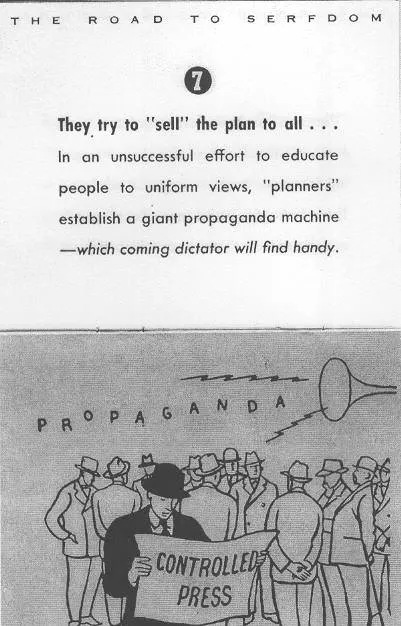 THE ROAD TO SERFDOM
7
They try to "sell" the plan to all . . .
In an unsuccessful effort to educate
people to uniform views, "planners"
establish a giant propaganda machine
—which coming dictator will find handy.
PROPAGANDA
CONTROLLED
PRESS